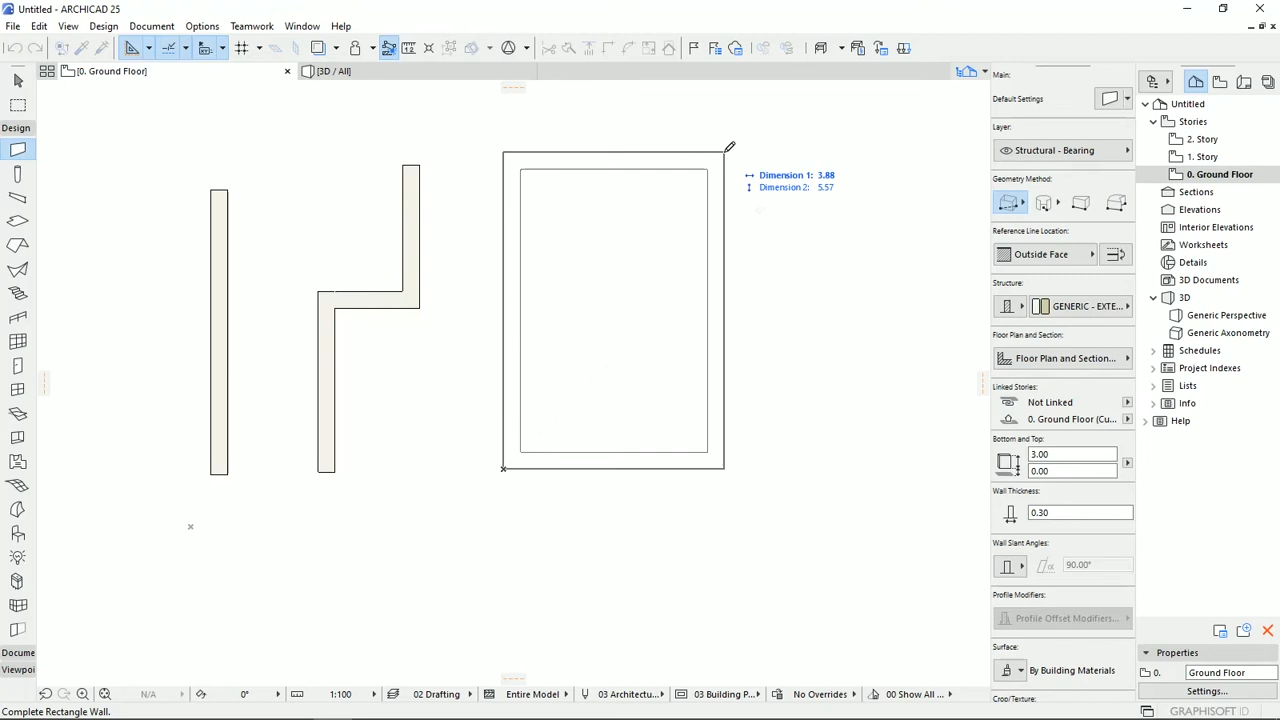 Untitled - ARCHICAD 25
File Edit View Design Document Options Teamwork Window Help
[0. Ground Floor]
[3D / All]
Design
Docume
Viewpoi
Dimension 1: 3.88
Dimension 2: 5.57
Main:
Default Settings
Layer:
Structural - Bearing
Geometry Method:
Reference Line Location:
Outside Face
Structure:
GENERIC - EXTE...
Floor Plan and Section:
Floor Plan and Section...
Linked Stories:
Not Linked
0. Ground Floor (Cu...
Bottom and Top:
3.00
0.00
Wall Thickness:
0.30
Wall Slant Angles:
90.00°
Profile Modifiers:
Profile Offset Modifiers...
Surface:
By Building Materials
Crop/Texture:
Untitled
Stories
2. Story
1. Story
0. Ground Floor
Sections
Elevations
Interior Elevations
Worksheets
Details
3D Documents
3D
Generic Perspective
Generic Axonometry
Schedules
Project Indexes
Lists
Info
Help
Properties
0. Ground Floor
Settings...
N/A 0° 1:100 02 Drafting Entire Model 03 Architectu... 03 Building P... No Overrides 00 Show All ...
Complete Rectangle Wall.
GRAPHISOFT ID